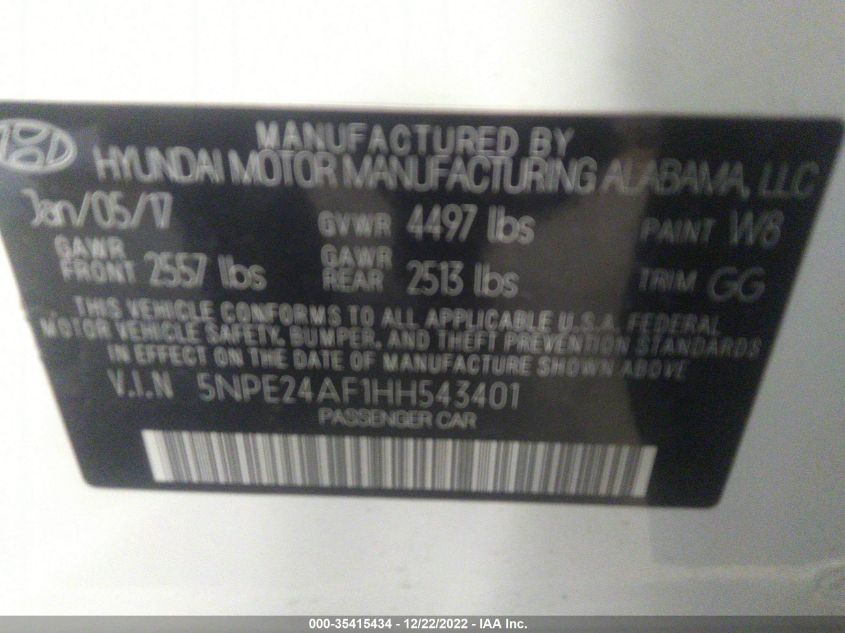 MANUFACTURED BY
HYUNDAI MOTOR MANUFACTURING ALABAMA, LLC
Jan/05/17 GVWR 4497 lbs PAINT W8
GAWR FRONT 2557 lbs GAWR REAR 2513 lbs TRIM GG
THIS VEHICLE CONFORMS TO ALL APPLICABLE U.S.A. FEDERAL
MOTOR VEHICLE SAFETY, BUMPER, AND THEFT PREVENTION STANDARDS
IN EFFECT ON THE DATE OF MANUFACTURE SHOWN ABOVE
V.I.N 5NPE24AF1HH543401
PASSENGER CAR
000-35415434 - 12/22/2022 - IAA Inc.